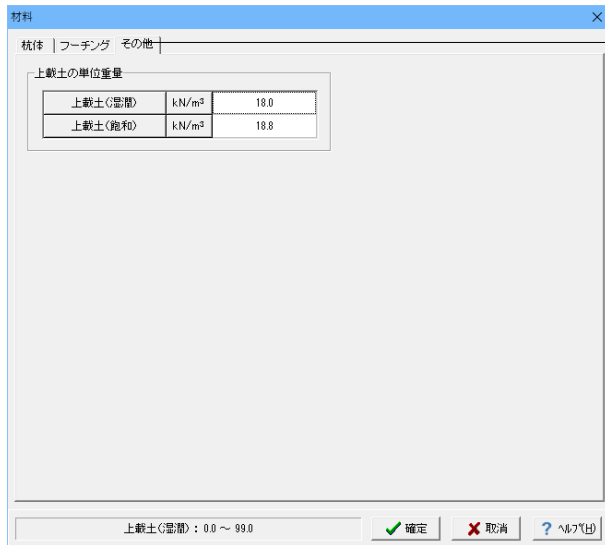 材料
杭体 フーチング その他
上載土の単位重量
上載土(湿潤) kN/m³ 18.0
上載土(飽和) kN/m³ 18.8
上載土(湿潤) : 0.0 ～ 99.0
確定 取消 ? ﾍﾙﾌﾟ(H)